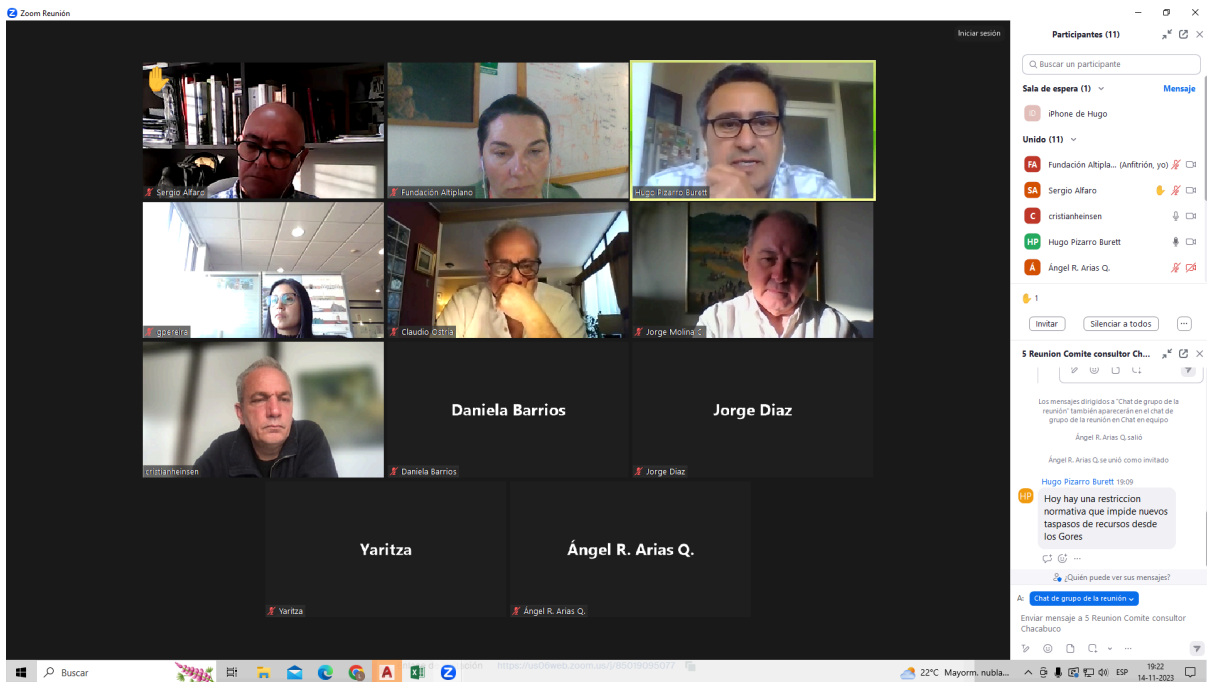 Zoom Reunión
Iniciar sesión
Sergio Alfaro
Fundación Altiplano
Hugo Pizarro Burett
gpereira
Claudio Ostria
Jorge Molina C
cristianheinsen
Daniela Barrios
Daniela Barrios
Jorge Diaz
Jorge Diaz
Yaritza
Yaritza
Ángel R. Arias Q.
Ángel R. Arias Q.
Participantes (11)
Buscar un participante
Sala de espera (1)
Mensaje
iPhone de Hugo
Unido (11)
FA Fundación Altipla... (Anfitrión, yo)
SA Sergio Alfaro
C cristianheinsen
HP Hugo Pizarro Burett
Á Ángel R. Arias Q.
1
Invitar
Silenciar a todos
5 Reunion Comite consultor Ch...
Los mensajes dirigidos a "Chat de grupo de la
reunión" también aparecerán en el chat de
grupo de la reunión en Chat en equipo
Ángel R. Arias Q. salió
Ángel R. Arias Q. se unió como invitado
Hugo Pizarro Burett 19:09
HP
Hoy hay una restriccion
normativa que impide nuevos
taspasos de recursos desde
los Gores
¿Quién puede ver sus mensajes?
A: Chat de grupo de la reunión
Enviar mensaje a 5 Reunion Comite consultor
Chacabuco
Buscar
22°C Mayorm. nubla...
ESP
19:22
14-11-2023